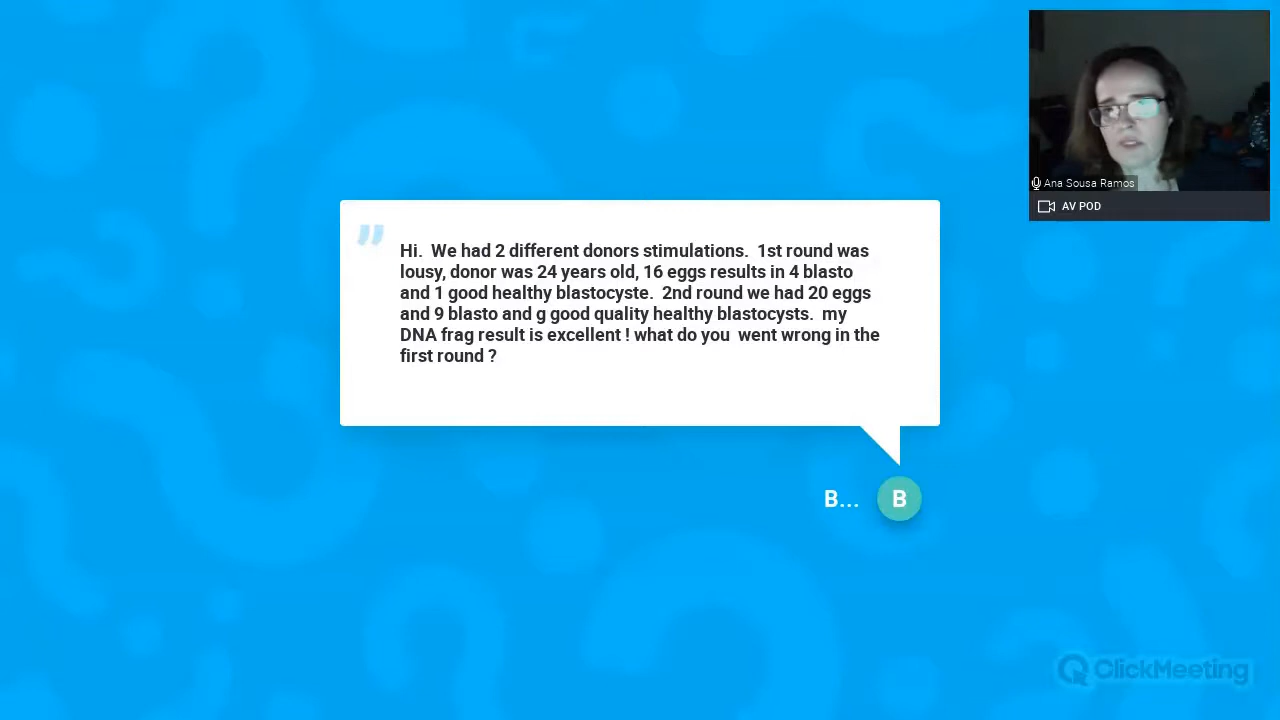 Hi.  We had 2 different donors stimulations.  1st round was
lousy, donor was 24 years old, 16 eggs results in 4 blasto
and 1 good healthy blastocyste.  2nd round we had 20 eggs
and 9 blasto and g good quality healthy blastocysts.  my
DNA frag result is excellent ! what do you  went wrong in the
first round ?
B... B
Ana Sousa Ramos
AV POD
ClickMeeting